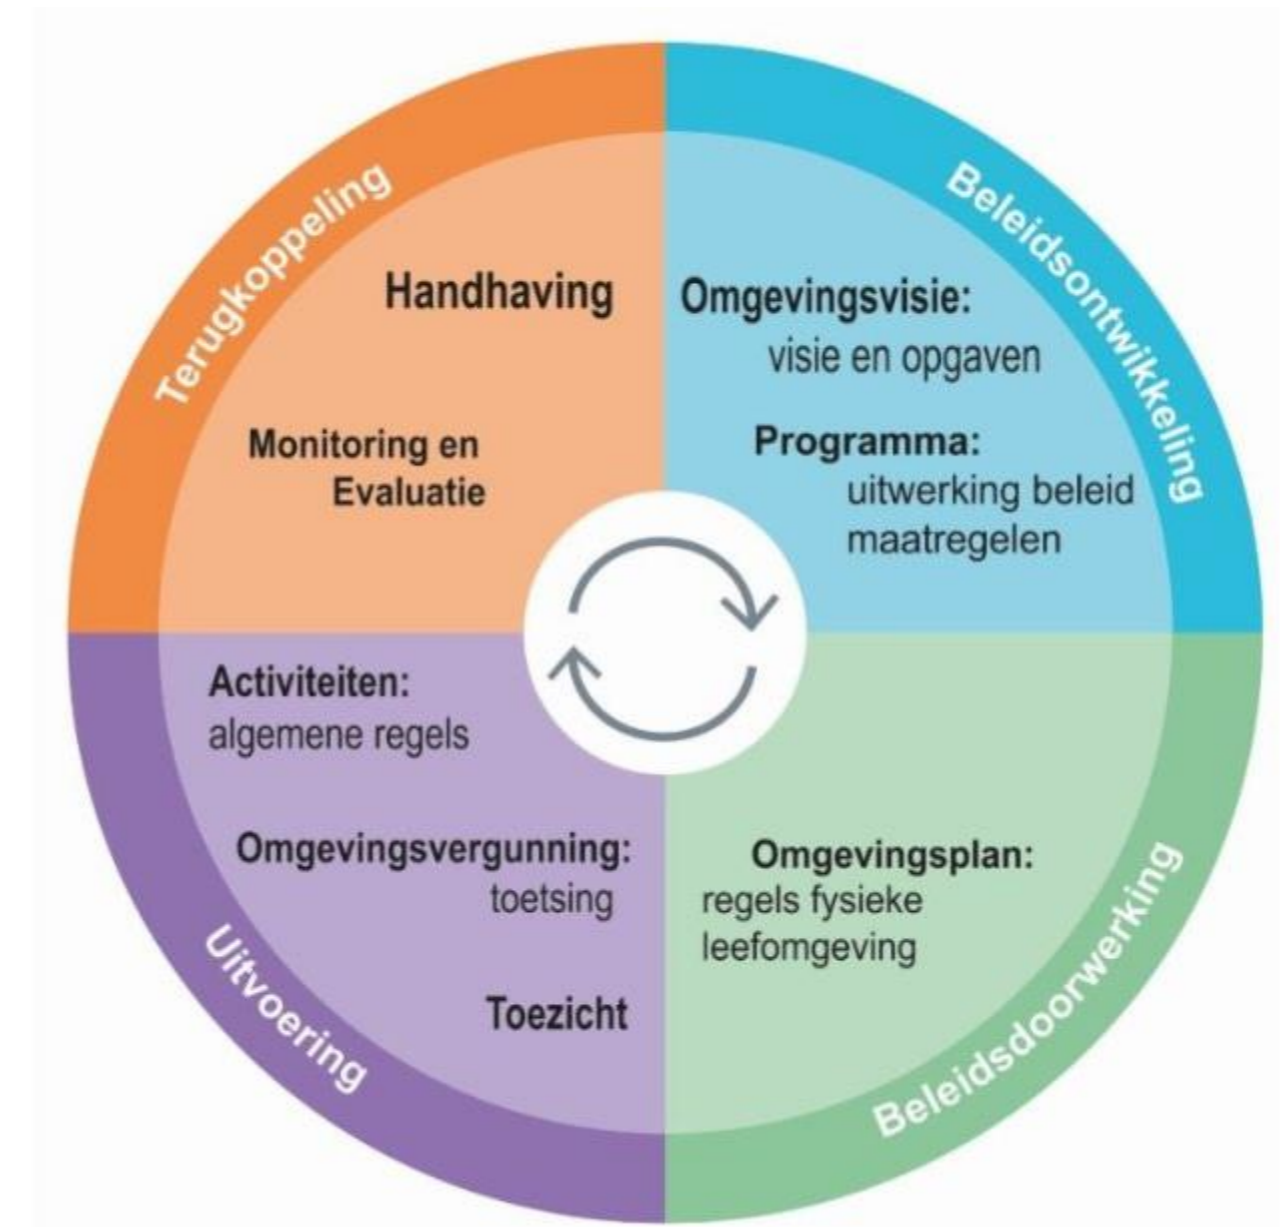 Terugkoppeling
Handhaving
Monitoring en
Evaluatie
Beleidsontwikkeling
Omgevingsvisie:
visie en opgaven
Programma:
uitwerking beleid
maatregelen
Activiteiten:
algemene regels
Omgevingsvergunning:
toetsing
Toezicht
Uitvoering
Omgevingsplan:
regels fysieke
leefomgeving
Beleidsdoorwerking